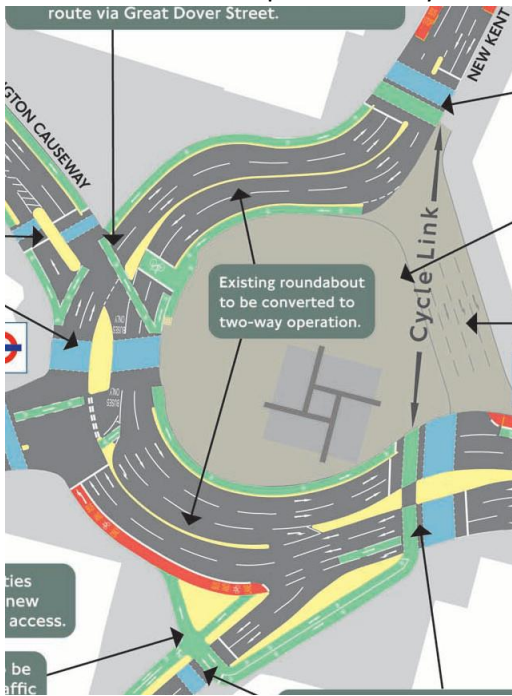 route via Great Dover Street.
NEW KENT
GTON CAUSEWAY
Cycle Link
Existing roundabout
to be converted to
two-way operation.
ties
new
access.
be
affic